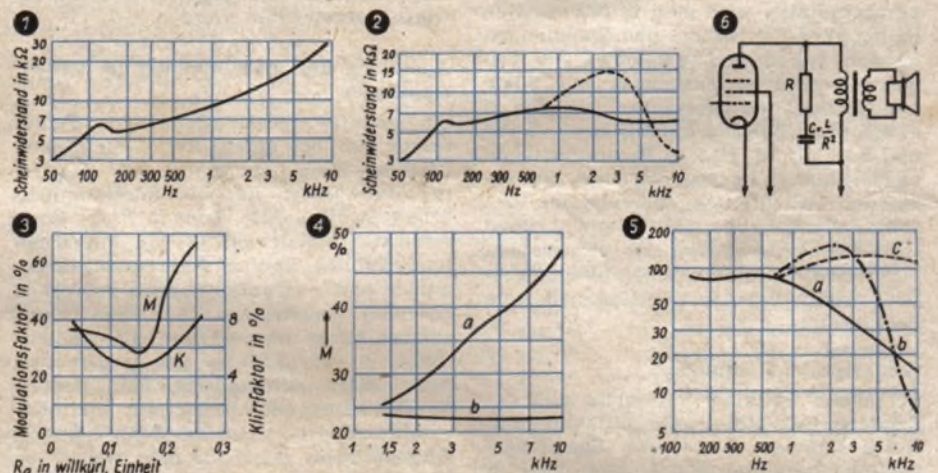 1
Scheinwiderstand in kΩ
30
20
10
7
5
3
50 100 200 300 500 1 2 3 5 10
Hz kHz
2
Scheinwiderstand in kΩ
20
15
10
7
5
3
50 100 200 300 500 1 2 3 5 10
Hz kHz
6
R
C=L/R²
3
Modulationsfaktor in %
60
40
20
0
M
K
8
4
Klirrfaktor in %
0 0,1 0,2 0,3
Ra in willkürl. Einheit
4
50
%
40
30
20
M
a
b
1 1,5 2 3 5 7 10
kHz
5
200
100
50
30
20
10
5
a
b
c
100 200 300 500 1 2 3 5 10
Hz kHz